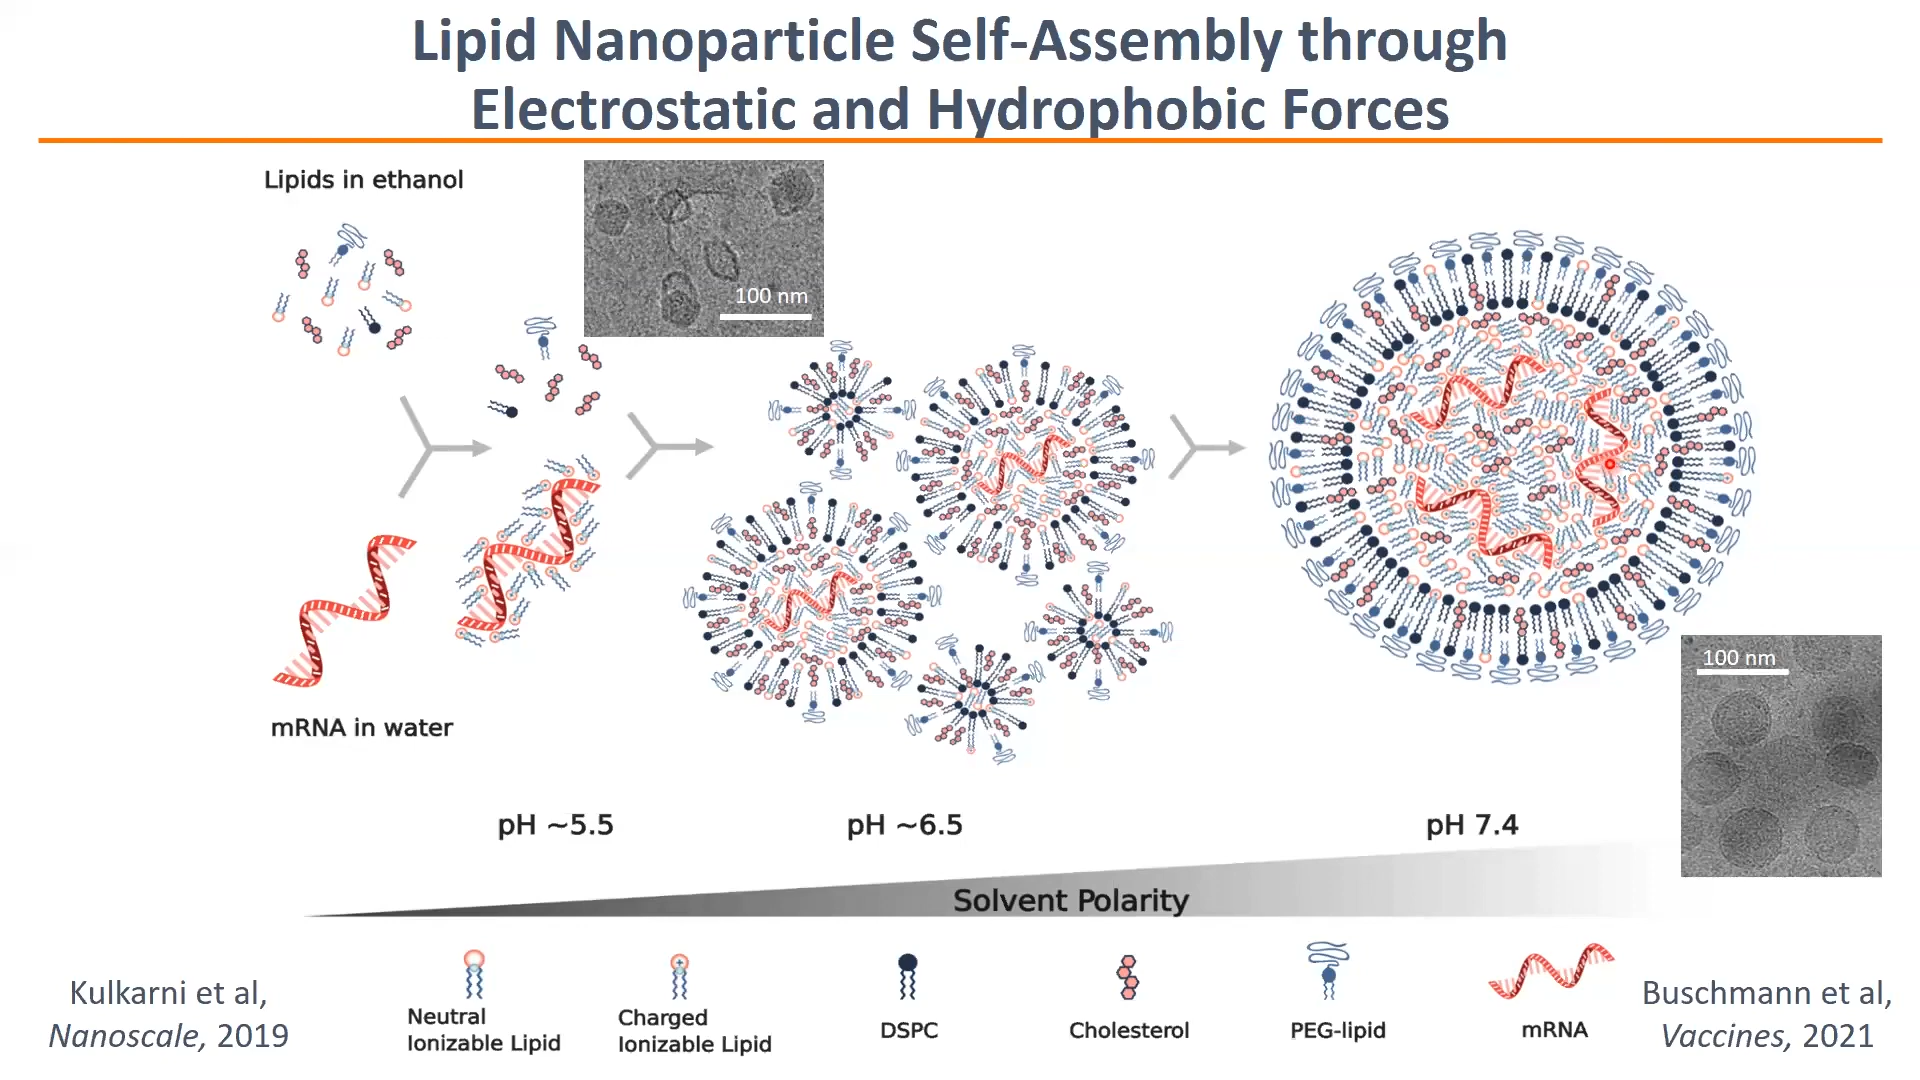 Lipid Nanoparticle Self-Assembly through
Electrostatic and Hydrophobic Forces
Lipids in ethanol
100 nm
mRNA in water
100 nm
pH ~5.5
pH ~6.5
pH 7.4
Solvent Polarity
Kulkarni et al,
Nanoscale, 2019
Neutral
Ionizable Lipid
Charged
Ionizable Lipid
DSPC
Cholesterol
PEG-lipid
mRNA
Buschmann et al,
Vaccines, 2021